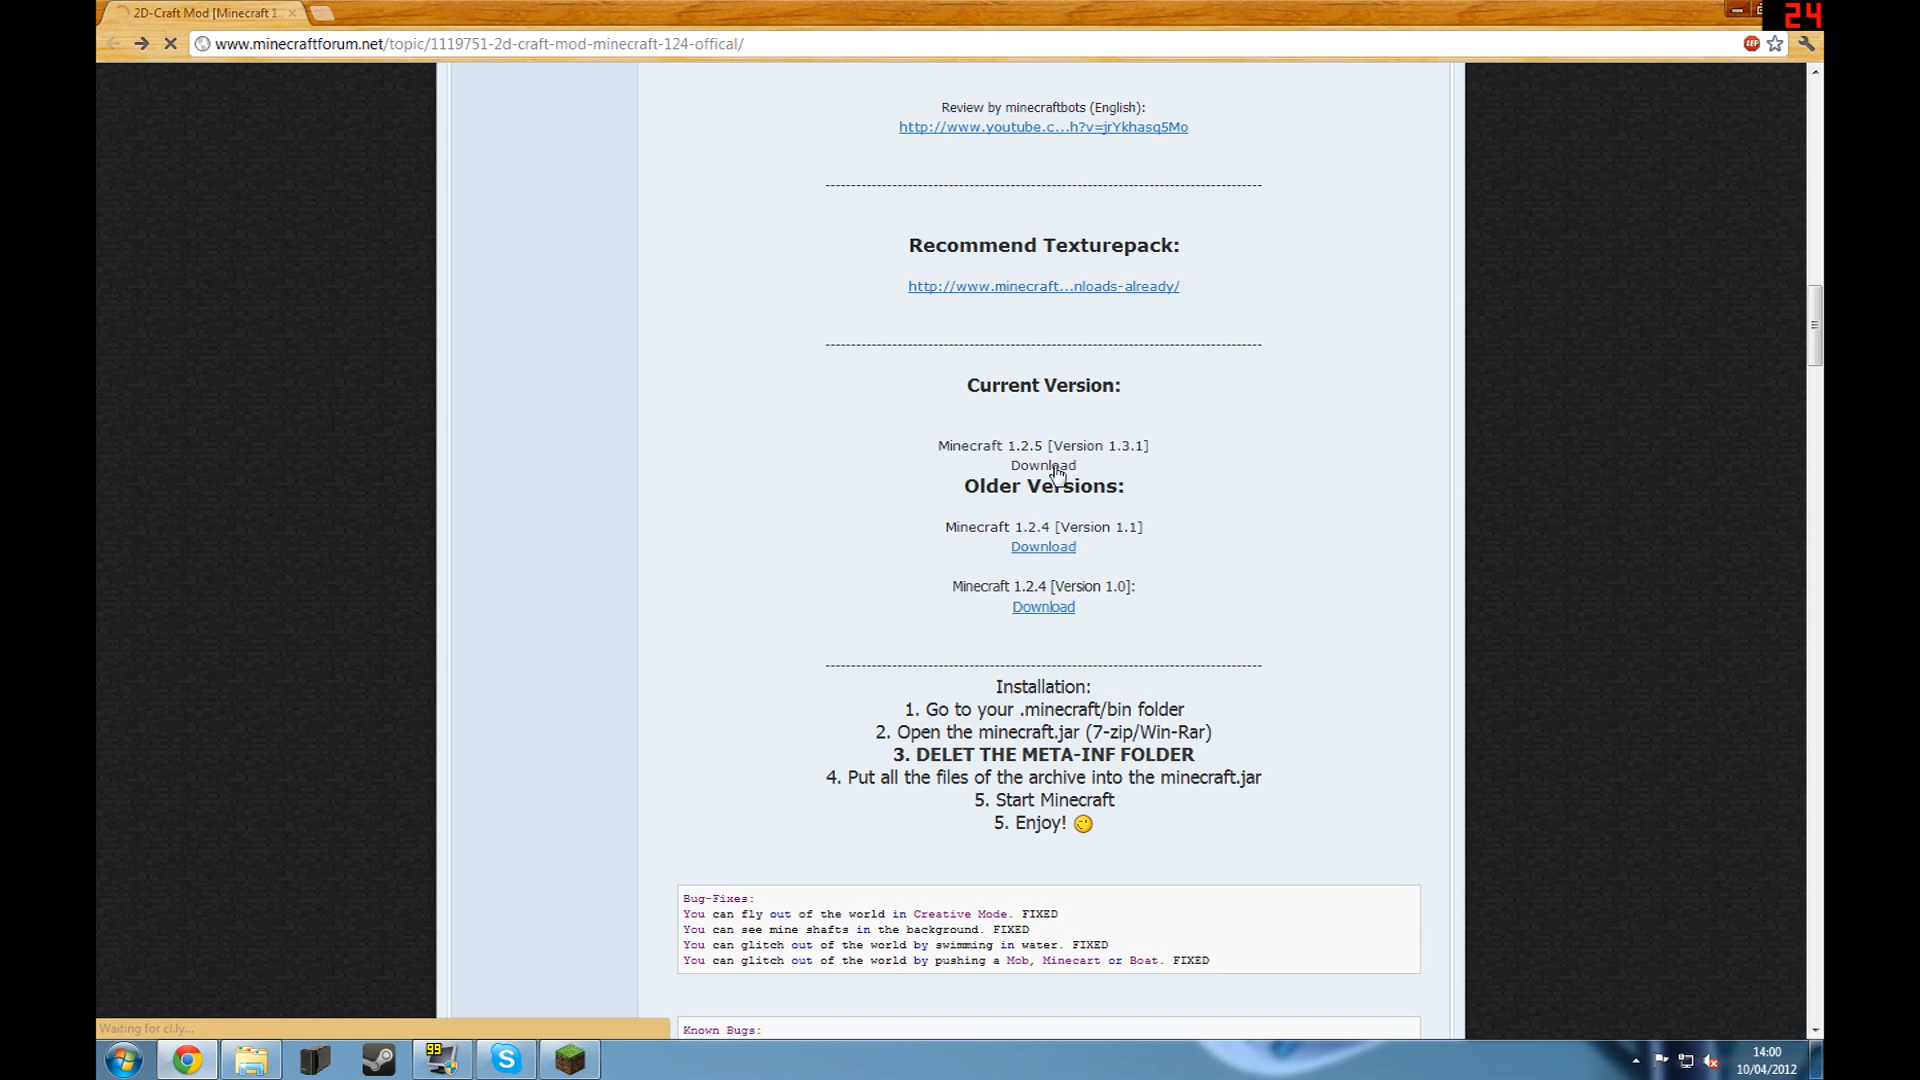 2D-Craft Mod [Minecraft 1
24
www.minecraftforum.net/topic/1119751-2d-craft-mod-minecraft-124-offical/
ABP
Review by minecraftbots (English):
http://www.youtube.c...h?v=jrYkhasq5Mo
Recommend Texturepack:
http://www.minecraft...nloads-already/
Current Version:
Minecraft 1.2.5 [Version 1.3.1]
Download
Older Versions:
Minecraft 1.2.4 [Version 1.1]
Download
Minecraft 1.2.4 [Version 1.0]:
Download
Installation:
1. Go to your .minecraft/bin folder
2. Open the minecraft.jar (7-zip/Win-Rar)
3. DELET THE META-INF FOLDER
4. Put all the files of the archive into the minecraft.jar
5. Start Minecraft
5. Enjoy!
Bug-Fixes:
You can fly out of the world in Creative Mode. FIXED
You can see mine shafts in the background. FIXED
You can glitch out of the world by swimming in water. FIXED
You can glitch out of the world by pushing a Mob, Minecart or Boat. FIXED
Known Bugs:
Waiting for cl.ly...
99
14:00
10/04/2012